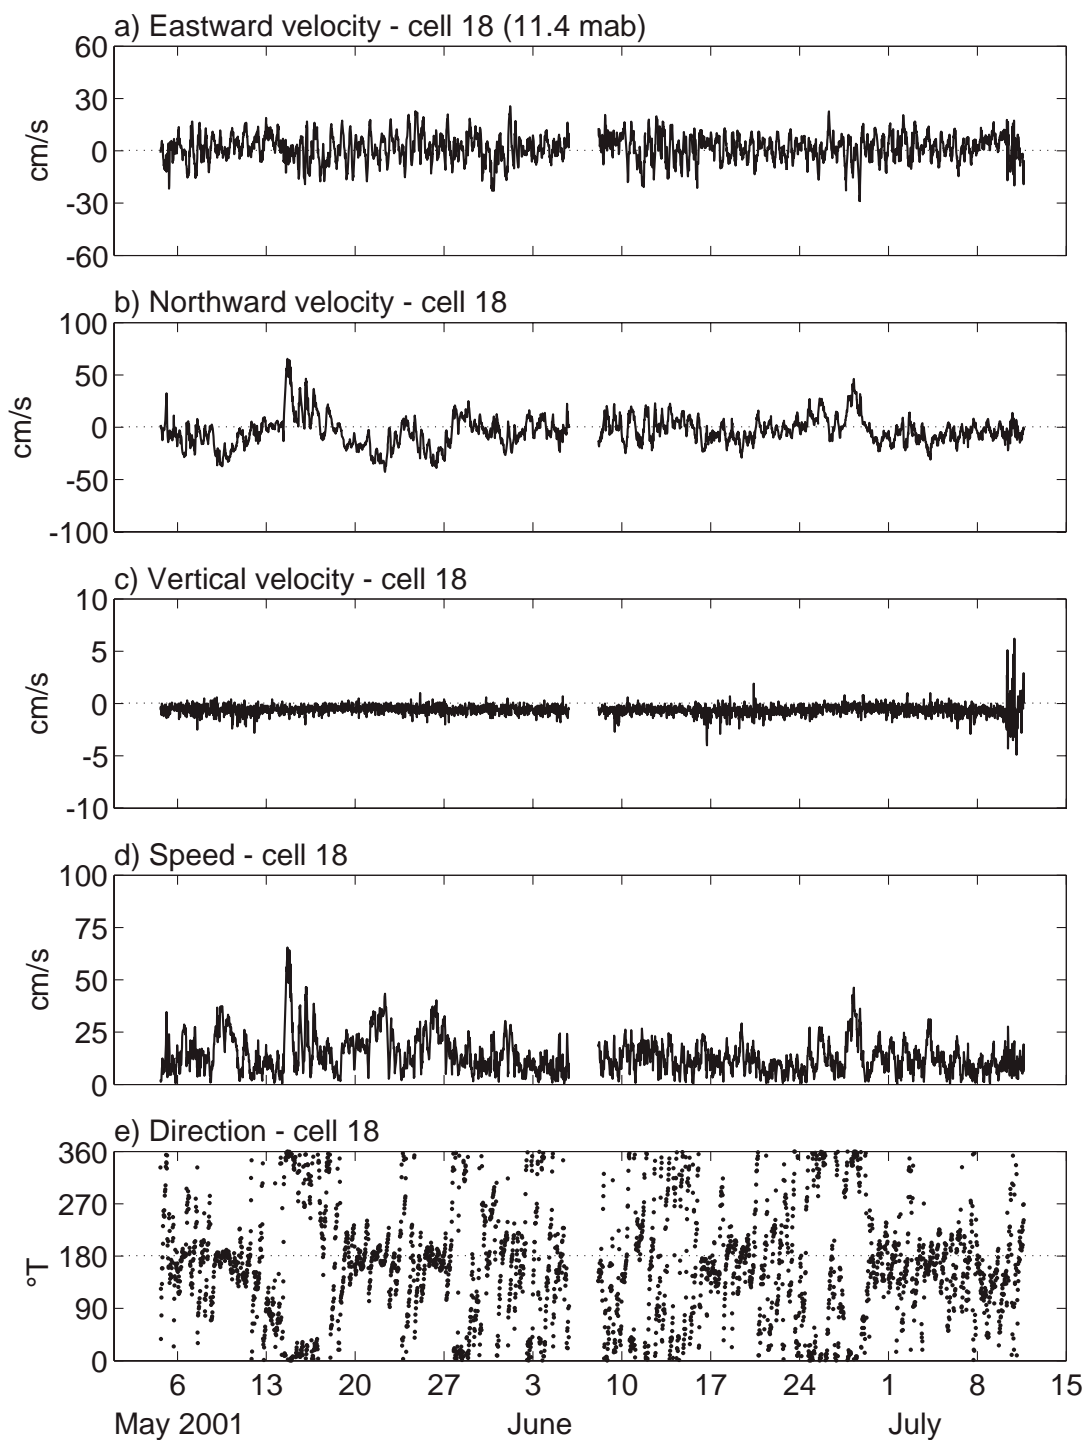 a) Eastward velocity - cell 18 (11.4 mab)
60
30
0
-30
-60
cm/s
b) Northward velocity - cell 18
100
50
0
-50
-100
cm/s
c) Vertical velocity - cell 18
10
5
0
-5
-10
cm/s
d) Speed - cell 18
100
75
50
25
0
cm/s
e) Direction - cell 18
360
270
180
90
0
°T
6 13 20 27 3 10 17 24 1 8 15
May 2001 June July